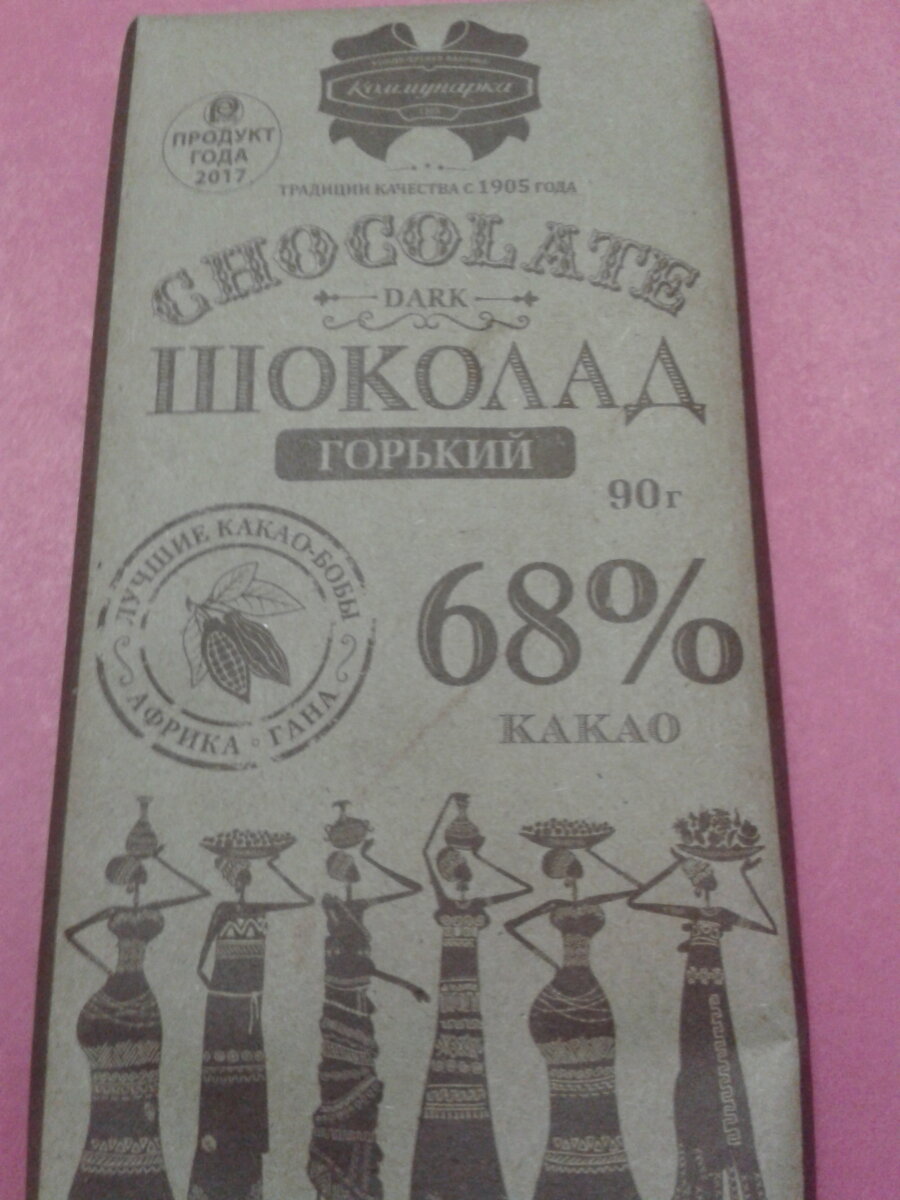 Коммунарка
ПРОДУКТ
ГОДА
2017
ТРАДИЦИИ КАЧЕСТВА С 1905 ГОДА
CHOCOLATE
DARK
ШОКОЛАД
ГОРЬКИЙ
90г
ЛУЧШИЕ КАКАО-БОБЫ
АФРИКА • ГАНА
68%
КАКАО